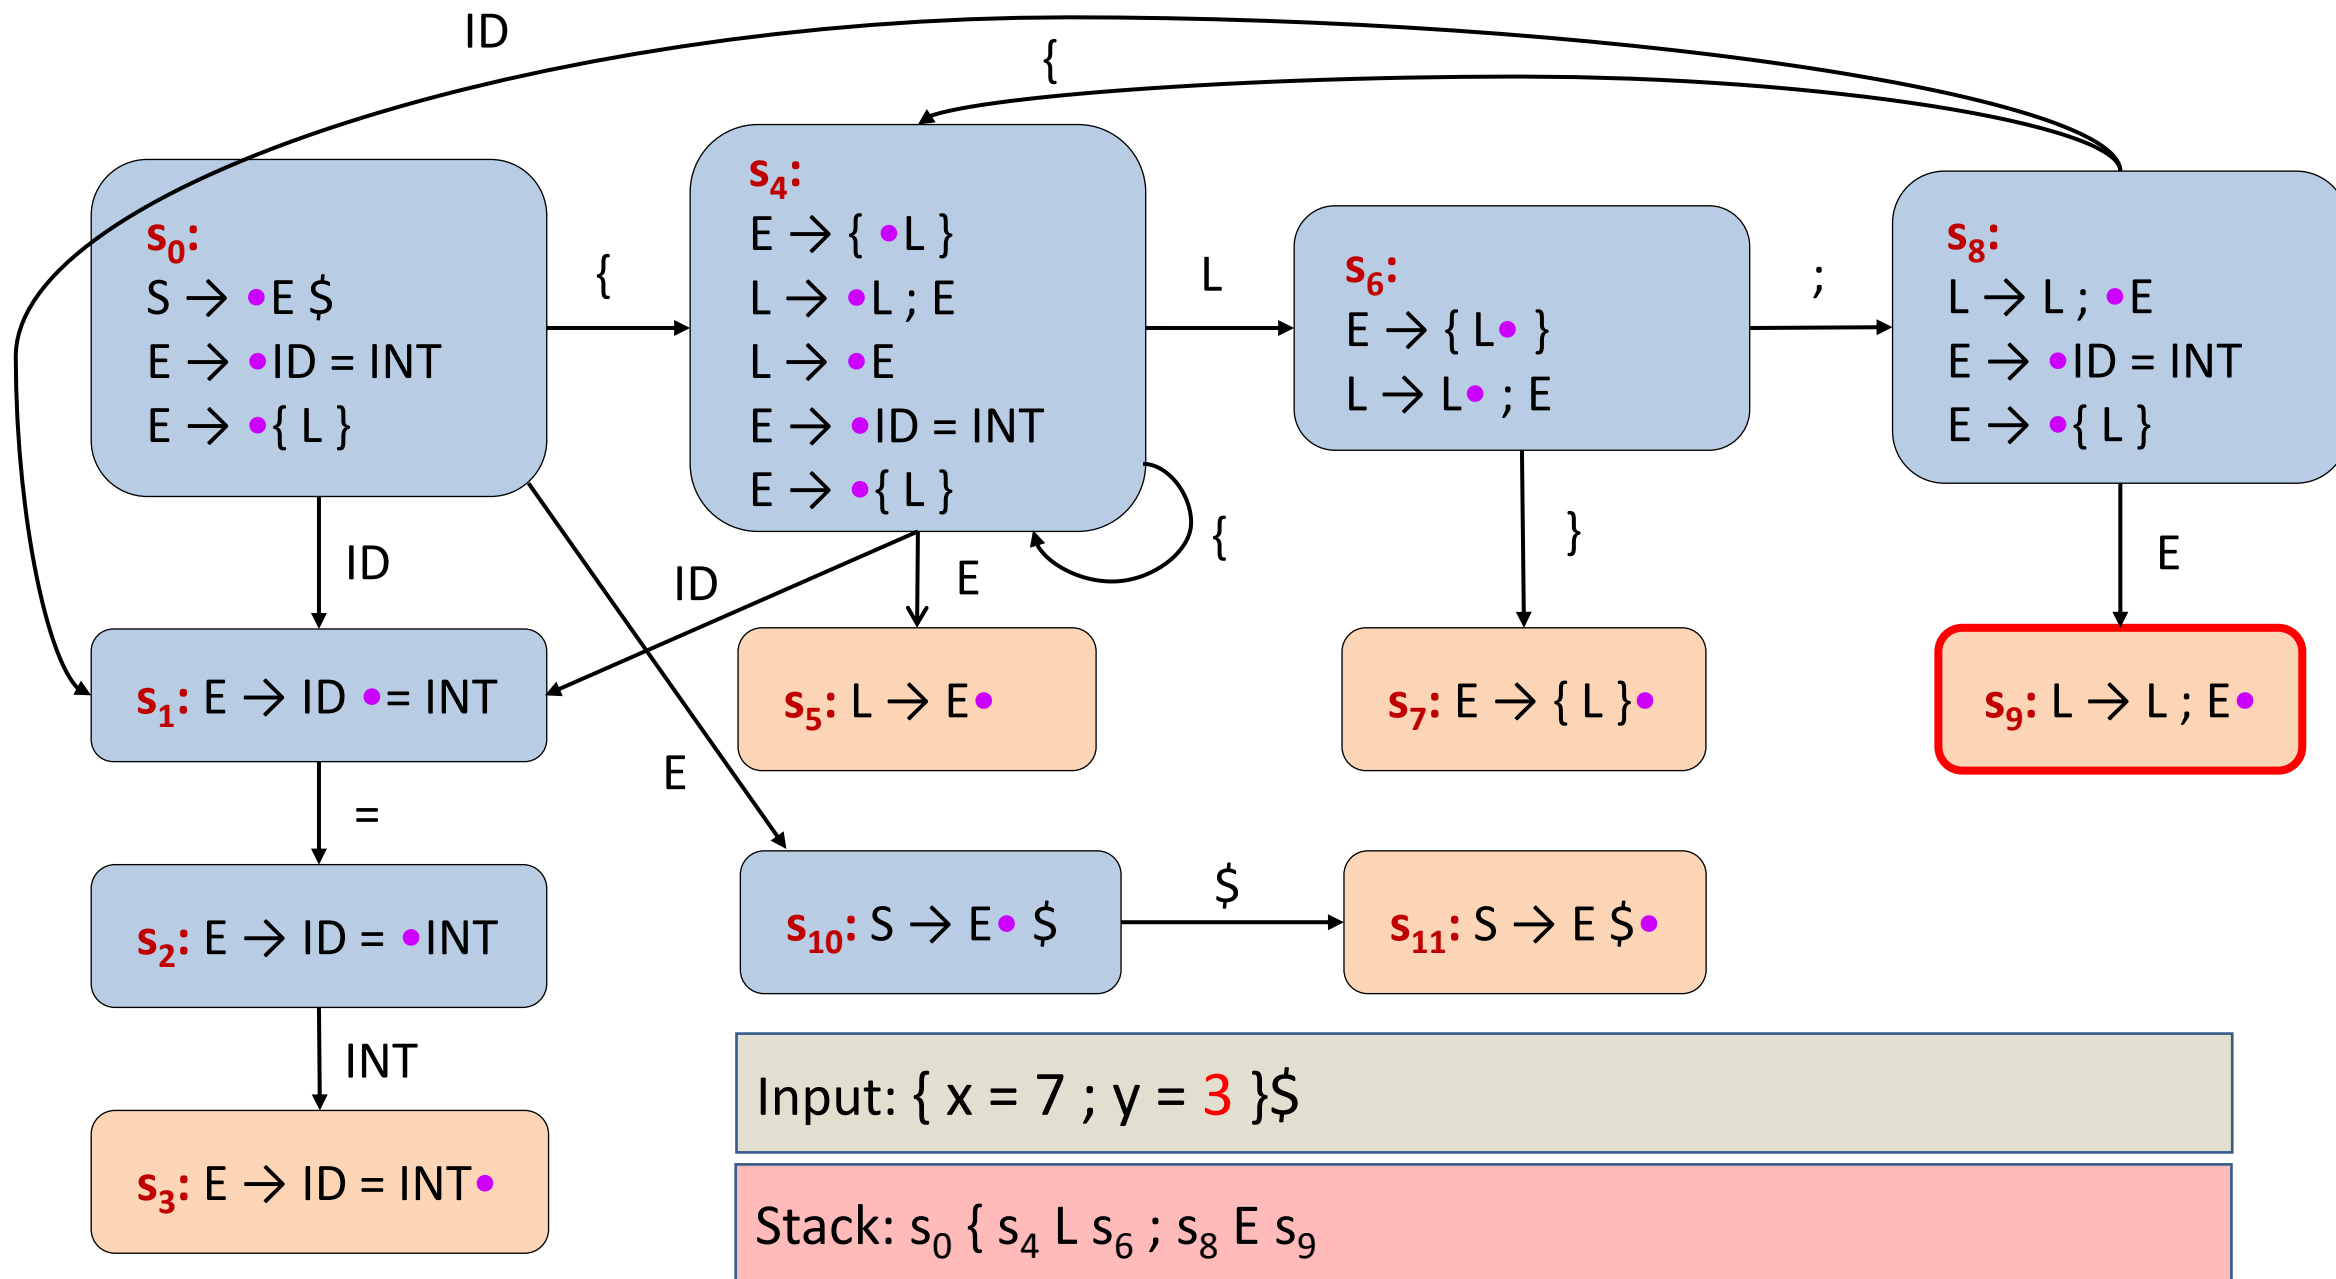 ID
{
s₀:
S → •E $
E → •ID = INT
E → •{ L }
{
s₄:
E → { •L }
L → •L ; E
L → •E
E → •ID = INT
E → •{ L }
L
s₆:
E → { L• }
L → L• ; E
;
s₈:
L → L ; •E
E → •ID = INT
E → •{ L }
ID
ID
E
{
}
E
s₁: E → ID •= INT
s₅: L → E•
s₇: E → { L }•
s₉: L → L ; E•
=
E
s₂: E → ID = •INT
s₁₀: S → E• $
$
s₁₁: S → E $•
INT
s₃: E → ID = INT•
Input: { x = 7 ; y = 3 }$
Stack: s₀ { s₄ L s₆ ; s₈ E s₉